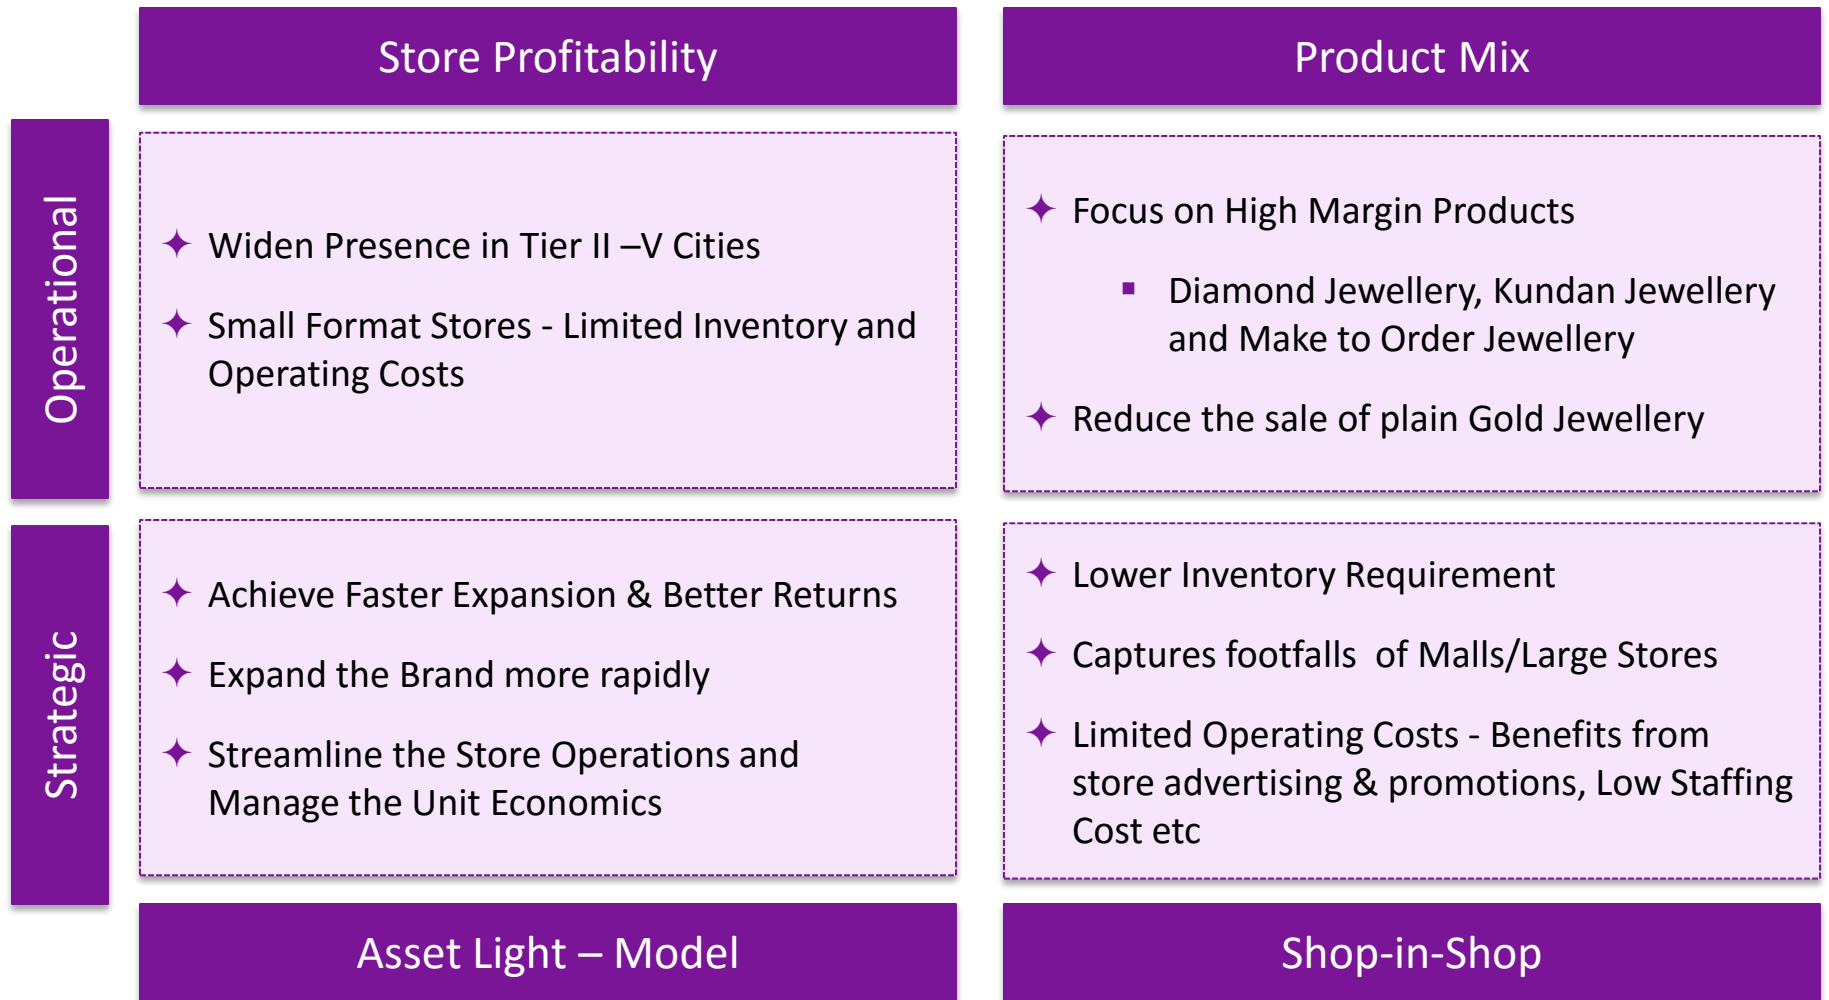 Store Profitability
Product Mix
Operational
Widen Presence in Tier II –V Cities
Small Format Stores - Limited Inventory and
Operating Costs
Focus on High Margin Products
Diamond Jewellery, Kundan Jewellery
and Make to Order Jewellery
Reduce the sale of plain Gold Jewellery
Strategic
Achieve Faster Expansion & Better Returns
Expand the Brand more rapidly
Streamline the Store Operations and
Manage the Unit Economics
Lower Inventory Requirement
Captures footfalls  of Malls/Large Stores
Limited Operating Costs - Benefits from
store advertising & promotions, Low Staffing
Cost etc
Asset Light – Model
Shop-in-Shop